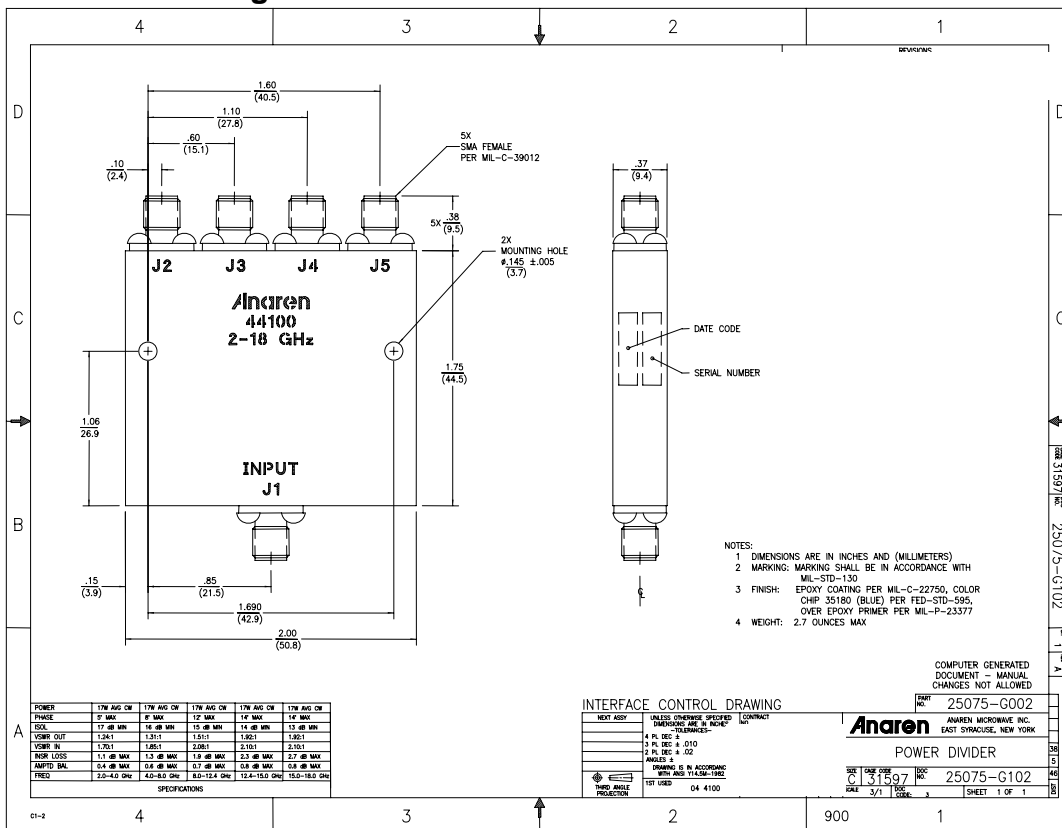 4 3 2 1
REVISIONS
D
D
1.60
(40.5)
1.10
(27.8)
.60
(15.1)
.10
(2.4)
5X
SMA FEMALE
PER MIL-C-39012
5X .38
(9.5)
2X
MOUNTING HOLE
ø.145 ±.005
(3.7)
.37
(9.4)
J2 J3 J4 J5
Anaren
44100
2-18 GHz
C
C
DATE CODE
SERIAL NUMBER
1.75
(44.5)
1.06
26.9
INPUT
J1
B
B
CODE 31597 NO. 25075-G102
1
A
.15
(3.9)
.85
(21.5)
1.690
(42.9)
2.00
(50.8)
NOTES:
1 DIMENSIONS ARE IN INCHES AND (MILLIMETERS)
2 MARKING: MARKING SHALL BE IN ACCORDANCE WITH
MIL-STD-130
3 FINISH: EPOXY COATING PER MIL-C-22750, COLOR
CHIP 35180 (BLUE) PER FED-STD-595,
OVER EPOXY PRIMER PER MIL-P-23377
4 WEIGHT: 2.7 OUNCES MAX
COMPUTER GENERATED
DOCUMENT - MANUAL
CHANGES NOT ALLOWED
A
POWER 17W AVG CW 17W AVG CW 17W AVG CW 17W AVG CW 17W AVG CW
PHASE 5° MAX 8° MAX 12° MAX 14° MAX 14° MAX
ISOL 17 dB MIN 16 dB MIN 15 dB MIN 14 dB MIN 13 dB MIN
VSWR OUT 1.24:1 1.31:1 1.51:1 1.92:1 1.92:1
VSWR IN 1.70:1 1.85:1 2.08:1 2.10:1 2.10:1
INSR LOSS 1.1 dB MAX 1.3 dB MAX 1.9 dB MAX 2.3 dB MAX 2.7 dB MAX
AMPTD BAL 0.4 dB MAX 0.6 dB MAX 0.7 dB MAX 0.8 dB MAX 0.8 dB MAX
FREQ 2.0-4.0 GHz 4.0-8.0 GHz 8.0-12.4 GHz 12.4-15.0 GHz 15.0-18.0 GHz
SPECIFICATIONS
INTERFACE CONTROL DRAWING
NEXT ASSY
1ST USED 04 4100
THIRD ANGLE
PROJECTION
UNLESS OTHERWISE SPECIFIED
DIMENSIONS ARE IN INCHES
-TOLERANCES-
4 PL DEC ±
3 PL DEC ± .010
2 PL DEC ± .02
ANGLES ±
DRAWING IS IN ACCORDANC
WITH ANSI Y14.5M-1982
CONTRACT
PART
NO. 25075-G002
Anaren
ANAREN MICROWAVE INC.
EAST SYRACUSE, NEW YORK
POWER DIVIDER
SIZE
C
CAGE CODE
31597
DOC
NO. 25075-G102
SCALE 3/1
DOC
CODE: 3
SHEET 1 OF 1
38
5
46
DIST
C1-2
4 3 2 900 1